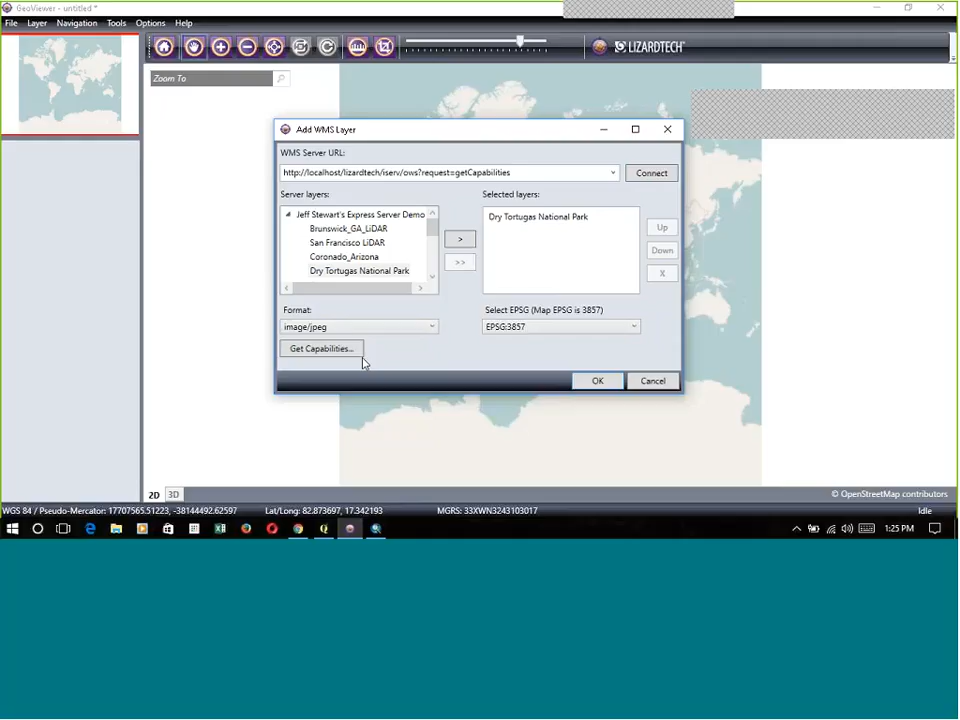 GeoViewer - untitled *
File Layer Navigation Tools Options Help
LIZARDTECH
Zoom To
Add WMS Layer
WMS Server URL:
http://localhost/lizardtech/iserv/ows?request=getCapabilities
Connect
Server layers:
Selected layers:
Jeff Stewart's Express Server Demo
Brunswick_GA_LiDAR
San Francisco LiDAR
Coronado_Arizona
Dry Tortugas National Park
>
>>
Dry Tortugas National Park
Up
Down
X
Format:
Select EPSG (Map EPSG is 3857)
image/jpeg
EPSG:3857
Get Capabilities...
OK
Cancel
2D 3D
© OpenStreetMap contributors
WGS 84 / Pseudo-Mercator: 17707565.51223, -38144492.62597
Lat/Long: 82.873697, 17.342193
MGRS: 33XWN3243103017
Idle
1:25 PM